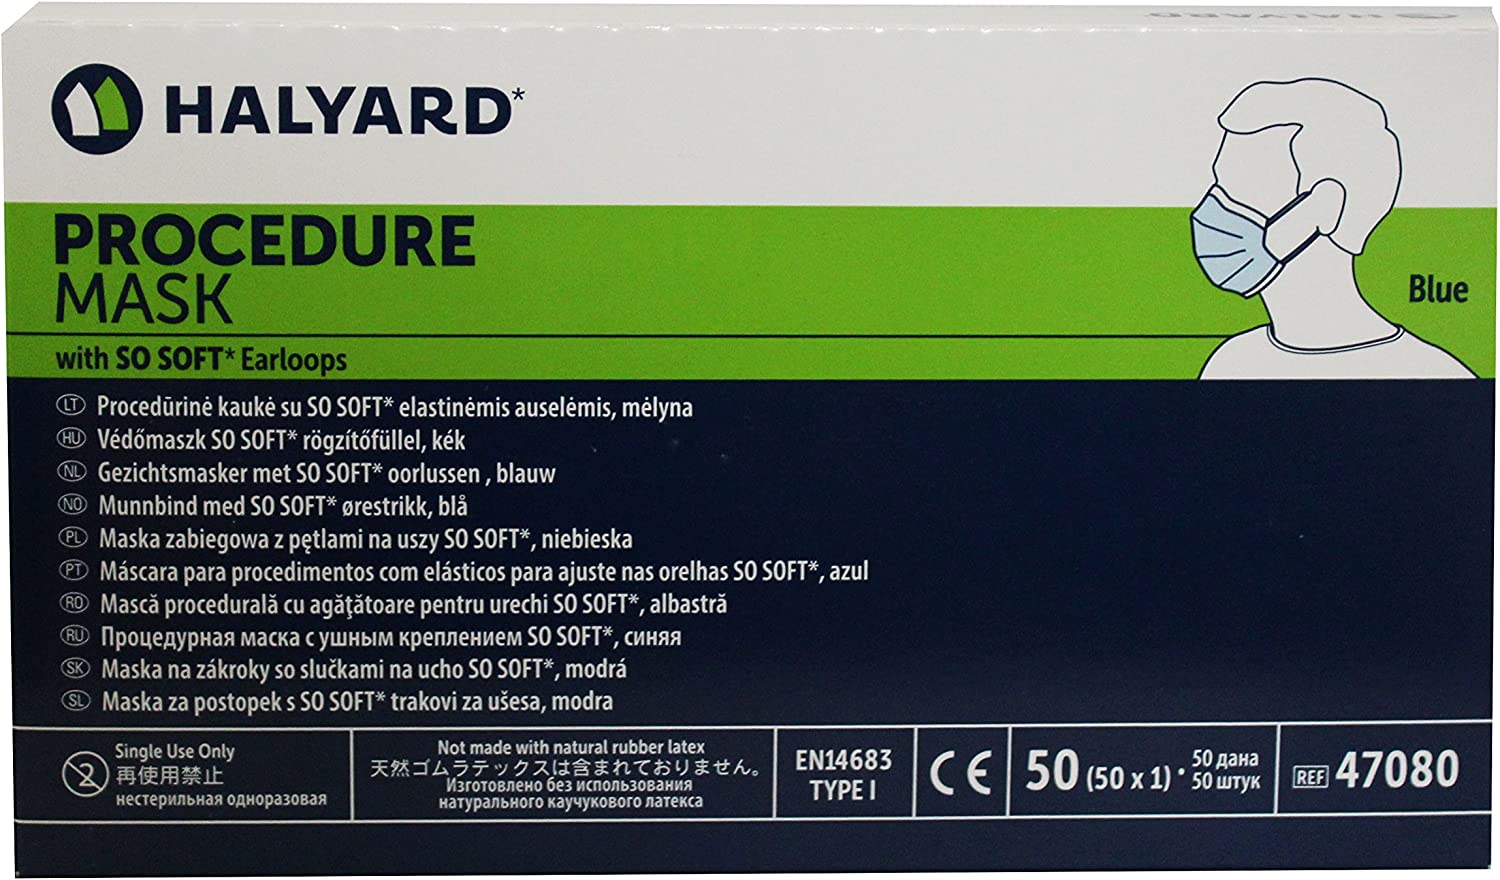 HALYARD
HALYARD*
PROCEDURE
MASK
with SO SOFT* Earloops
Blue
LT Procedūrinė kaukė su SO SOFT* elastinėmis auselėmis, mėlyna
HU Védőmaszk SO SOFT* rögzítőfüllel, kék
NL Gezichtsmasker met SO SOFT* oorlussen , blauw
NO Munnbind med SO SOFT* ørestrikk, blå
PL Maska zabiegowa z pętlami na uszy SO SOFT*, niebieska
PT Máscara para procedimentos com elásticos para ajuste nas orelhas SO SOFT*, azul
RO Mască procedurală cu agăţătoare pentru urechi SO SOFT*, albastră
RU Процедурная маска с ушным креплением SO SOFT*, синяя
SK Maska na zákroky so slučkami na ucho SO SOFT*, modrá
SL Maska za postopek s SO SOFT* trakovi za ušesa, modra
2 Single Use Only
再使用禁止
нестерильная одноразовая
Not made with natural rubber latex
天然ゴムラテックスは含まれておりません。
Изготовлено без использования
натурального каучукового латекса
EN14683
TYPE I
CE
50 (50 x 1) · 50 дана
50 штук
REF 47080